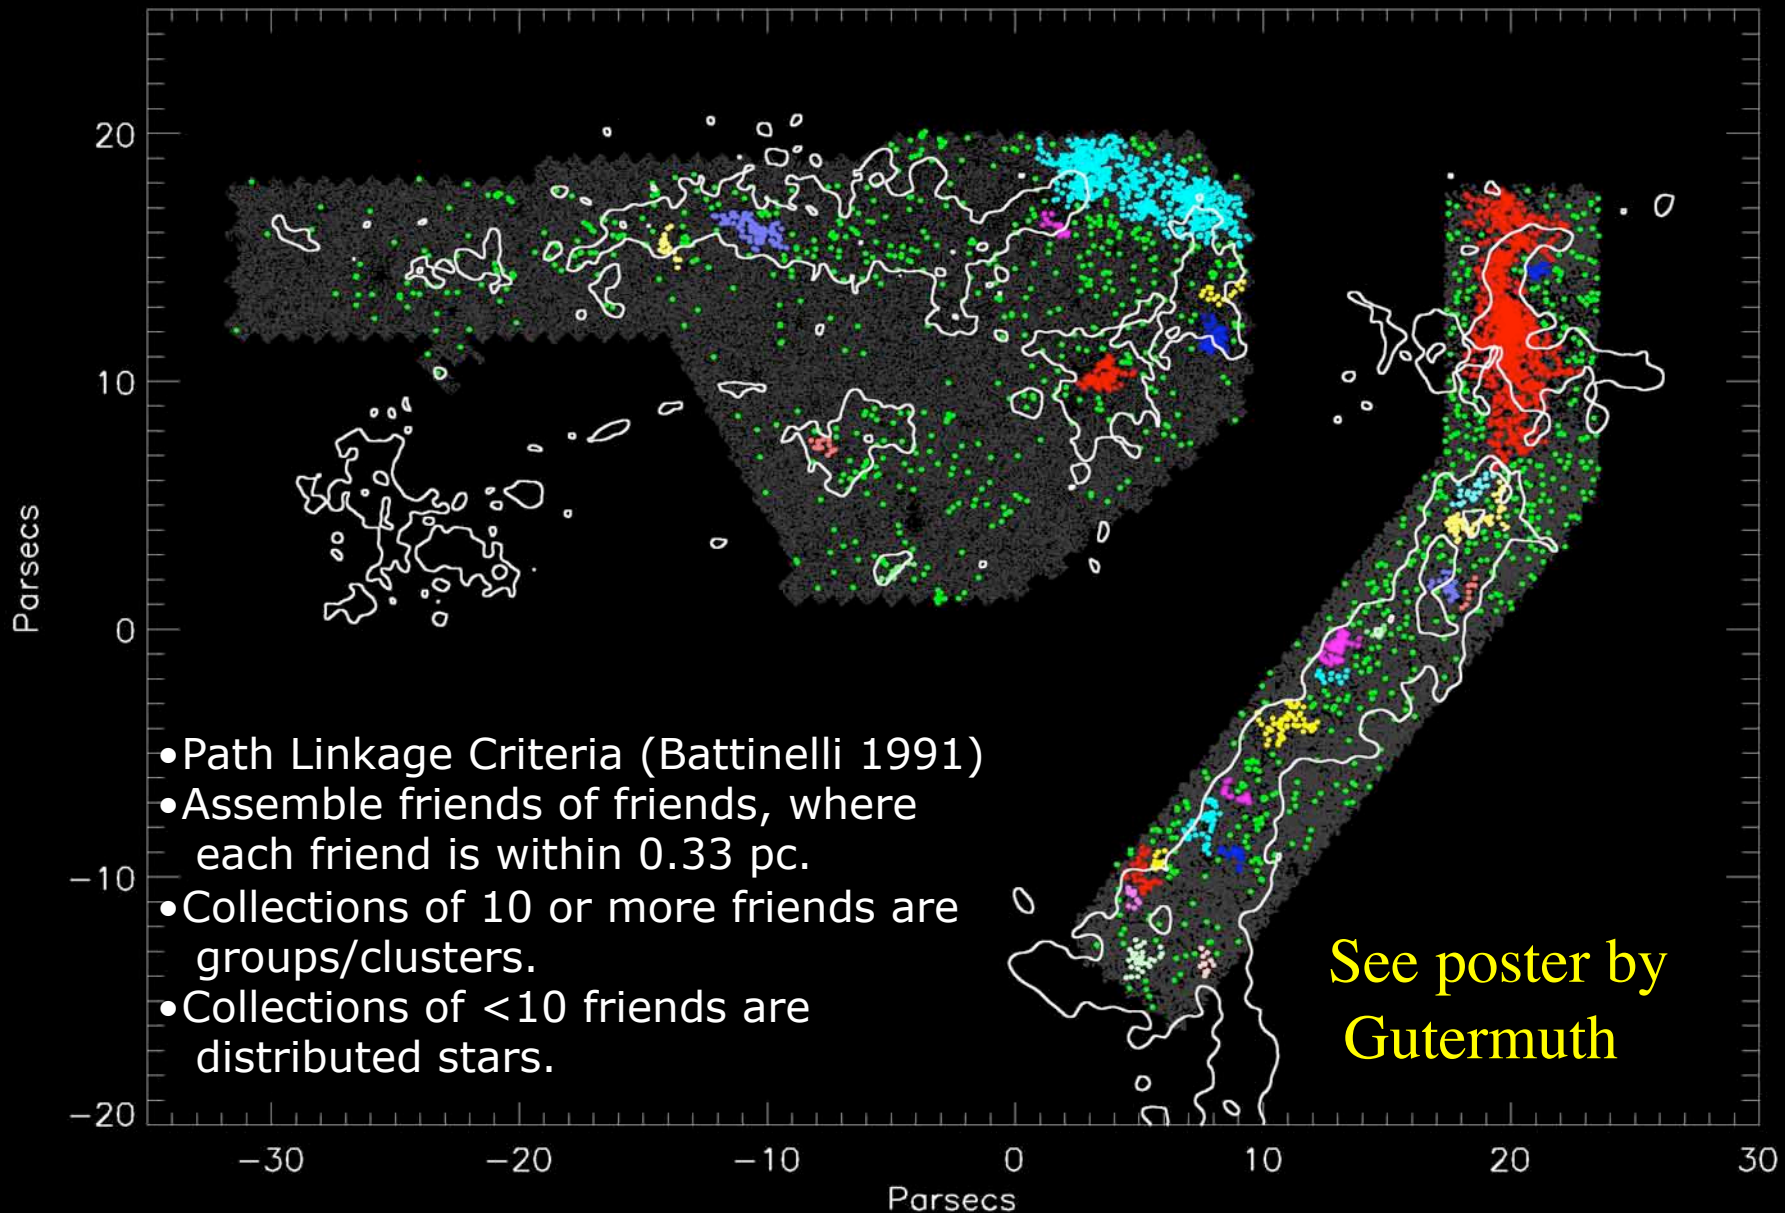 20
10
0
−10
−20
Parsecs
•Path Linkage Criteria (Battinelli 1991)
•Assemble friends of friends, where
each friend is within 0.33 pc.
•Collections of 10 or more friends are
groups/clusters.
•Collections of <10 friends are
distributed stars.
See poster by
Gutermuth
−30 −20 −10 0 10 20 30
Parsecs